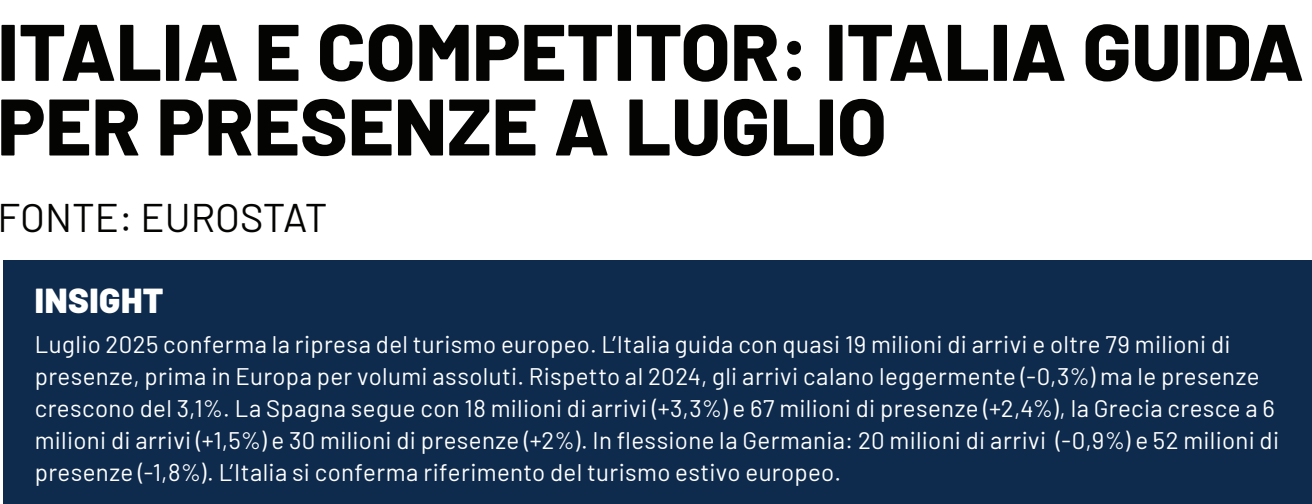 ITALIA E COMPETITOR: ITALIA GUIDA
PER PRESENZE A LUGLIO
FONTE: EUROSTAT
INSIGHT
Luglio 2025 conferma la ripresa del turismo europeo. L’Italia guida con quasi 19 milioni di arrivi e oltre 79 milioni di
presenze, prima in Europa per volumi assoluti. Rispetto al 2024, gli arrivi calano leggermente (-0,3%) ma le presenze
crescono del 3,1%. La Spagna segue con 18 milioni di arrivi (+3,3%) e 67 milioni di presenze (+2,4%), la Grecia cresce a 6
milioni di arrivi (+1,5%) e 30 milioni di presenze (+2%). In flessione la Germania: 20 milioni di arrivi (-0,9%) e 52 milioni di
presenze (-1,8%). L’Italia si conferma riferimento del turismo estivo europeo.